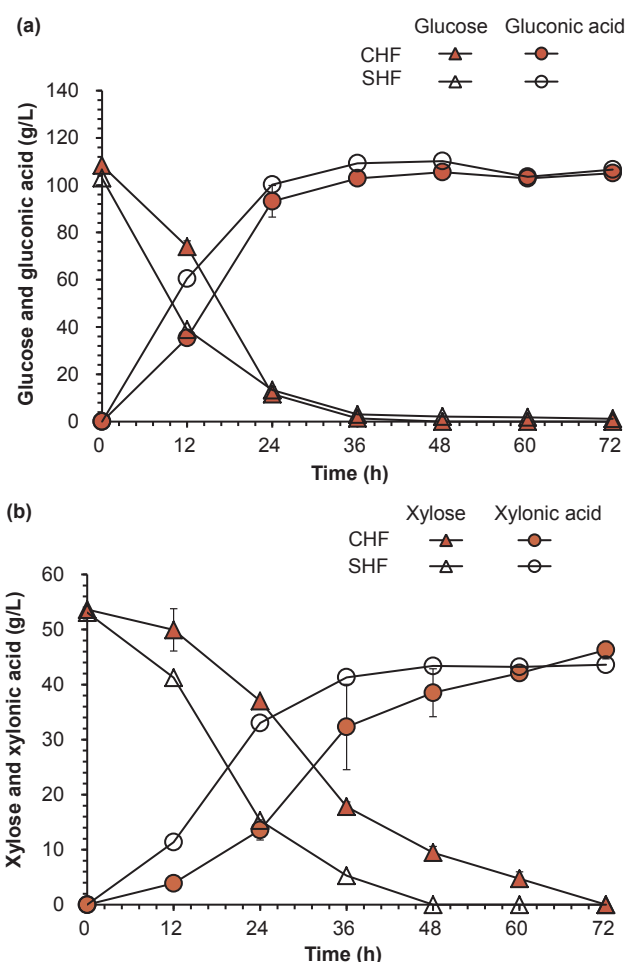 (a)
Glucose Gluconic acid
CHF
SHF
Glucose and gluconic acid (g/L)
140
120
100
80
60
40
20
0
0 12 24 36 48 60 72
Time (h)
(b)
Xylose Xylonic acid
CHF
SHF
Xylose and xylonic acid (g/L)
60
50
40
30
20
10
0
0 12 24 36 48 60 72
Time (h)